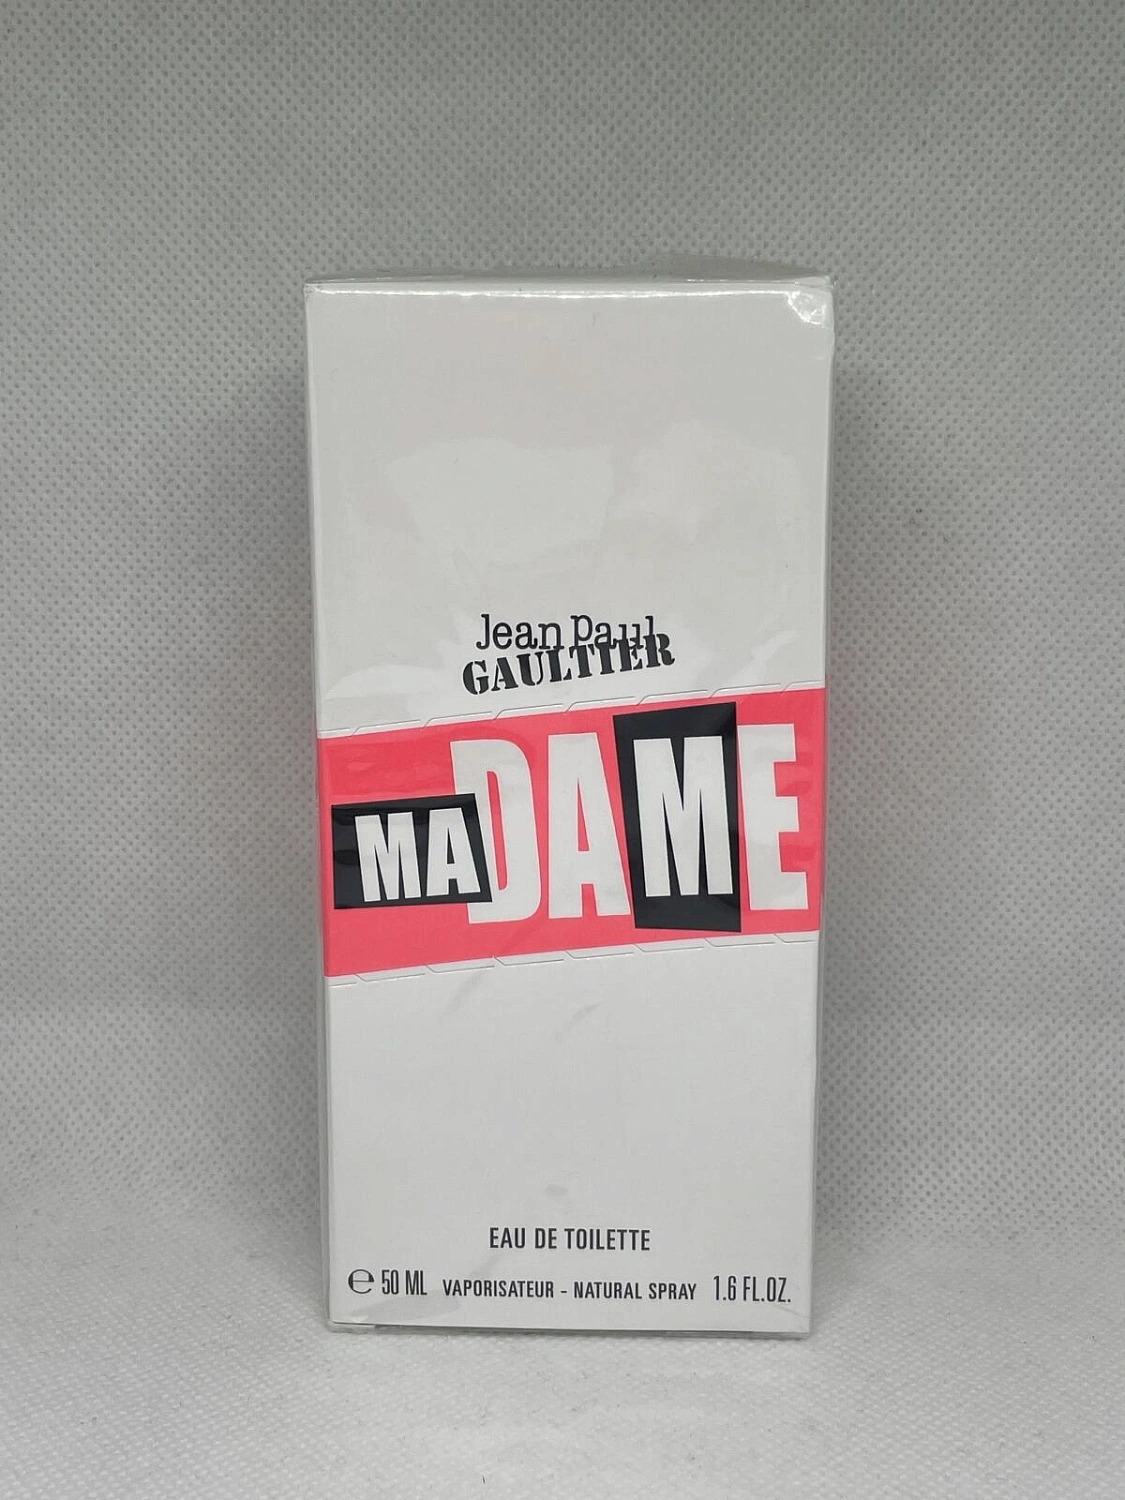 Jean Paul
GAULTIER
MADAME
EAU DE TOILETTE
℮ 50 ML VAPORISATEUR - NATURAL SPRAY 1.6 FL.OZ.